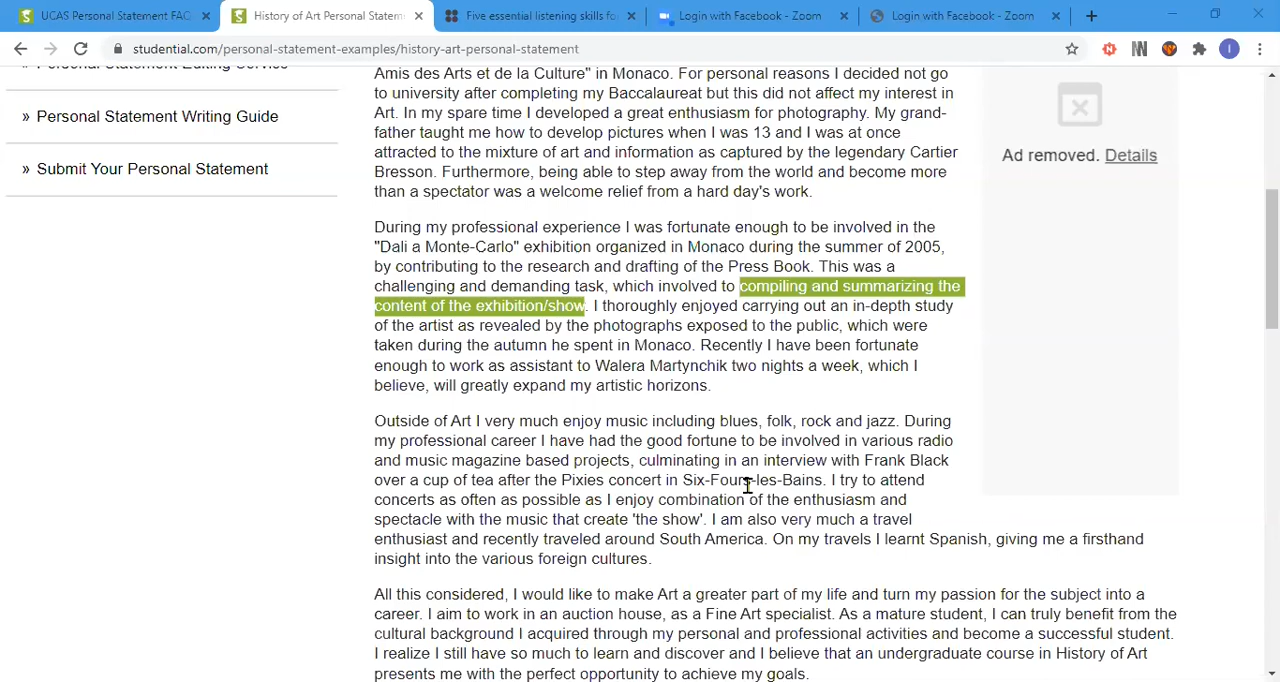 UCAS Personal Statement FAQ
History of Art Personal Statem
Five essential listening skills fo
Login with Facebook - Zoom
Login with Facebook - Zoom
studential.com/personal-statement-examples/history-art-personal-statement
» Personal Statement Editing Service
» Personal Statement Writing Guide
» Submit Your Personal Statement
Amis des Arts et de la Culture" in Monaco. For personal reasons I decided not go
to university after completing my Baccalaureat but this did not affect my interest in
Art. In my spare time I developed a great enthusiasm for photography. My grand-
father taught me how to develop pictures when I was 13 and I was at once
attracted to the mixture of art and information as captured by the legendary Cartier
Bresson. Furthermore, being able to step away from the world and become more
than a spectator was a welcome relief from a hard day's work.
During my professional experience I was fortunate enough to be involved in the
"Dali a Monte-Carlo" exhibition organized in Monaco during the summer of 2005,
by contributing to the research and drafting of the Press Book. This was a
challenging and demanding task, which involved to compiling and summarizing the
content of the exhibition/show. I thoroughly enjoyed carrying out an in-depth study
of the artist as revealed by the photographs exposed to the public, which were
taken during the autumn he spent in Monaco. Recently I have been fortunate
enough to work as assistant to Walera Martynchik two nights a week, which I
believe, will greatly expand my artistic horizons.
Outside of Art I very much enjoy music including blues, folk, rock and jazz. During
my professional career I have had the good fortune to be involved in various radio
and music magazine based projects, culminating in an interview with Frank Black
over a cup of tea after the Pixies concert in Six-Fours-les-Bains. I try to attend
concerts as often as possible as I enjoy combination of the enthusiasm and
spectacle with the music that create 'the show'. I am also very much a travel
enthusiast and recently traveled around South America. On my travels I learnt Spanish, giving me a firsthand
insight into the various foreign cultures.
All this considered, I would like to make Art a greater part of my life and turn my passion for the subject into a
career. I aim to work in an auction house, as a Fine Art specialist. As a mature student, I can truly benefit from the
cultural background I acquired through my personal and professional activities and become a successful student.
I realize I still have so much to learn and discover and I believe that an undergraduate course in History of Art
presents me with the perfect opportunity to achieve my goals.
Ad removed. Details